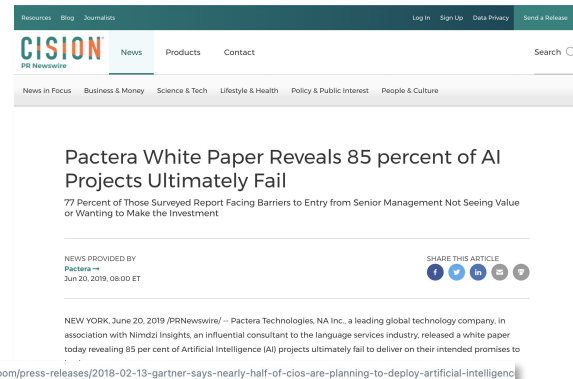 Resources Blog Journalists Log In Sign Up Data Privacy Send a Release
CISION
PR Newswire
News Products Contact Search
News in Focus Business & Money Science & Tech Lifestyle & Health Policy & Public Interest People & Culture
Pactera White Paper Reveals 85 percent of AI
Projects Ultimately Fail
77 Percent of Those Surveyed Report Facing Barriers to Entry from Senior Management Not Seeing Value
or Wanting to Make the Investment
NEWS PROVIDED BY
Pactera →
Jun 20, 2019, 08:00 ET
SHARE THIS ARTICLE
NEW YORK, June 20, 2019 /PRNewswire/ -- Pactera Technologies, NA Inc., a leading global technology company, in
association with Nimdzi Insights, an influential consultant to the language services industry, released a white paper
today revealing 85 per cent of Artificial Intelligence (AI) projects ultimately fail to deliver on their intended promises to
oom/press-releases/2018-02-13-gartner-says-nearly-half-of-cios-are-planning-to-deploy-artificial-intelligenc